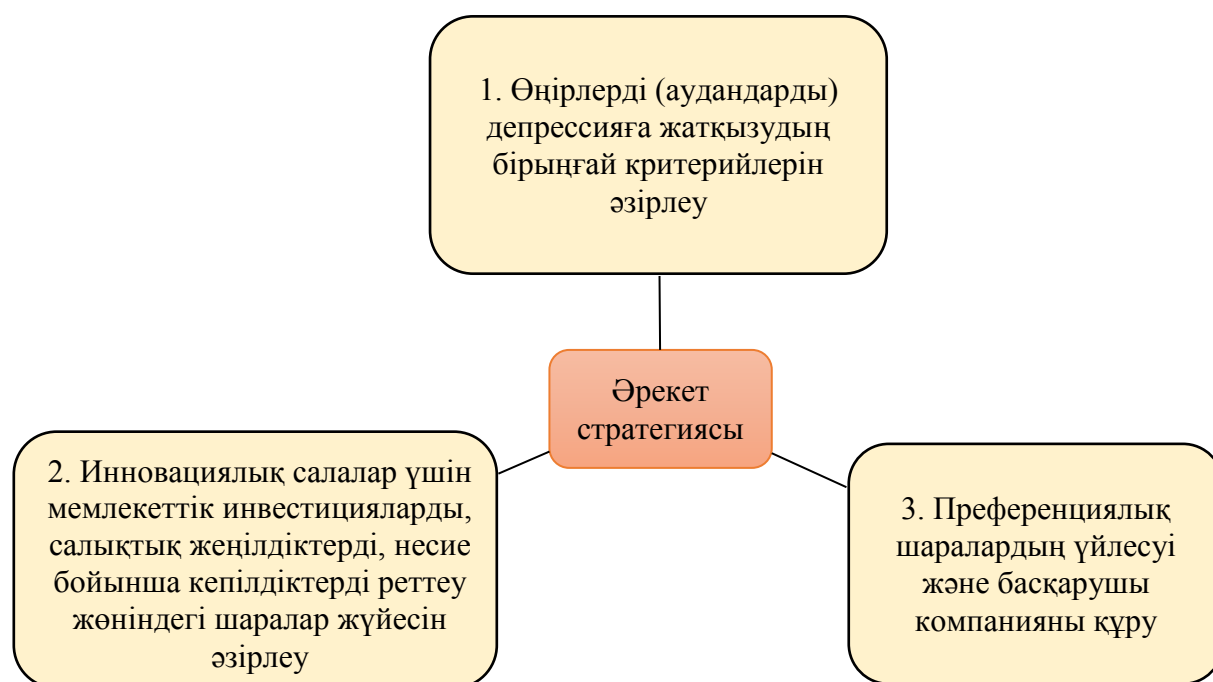 1. Өңірлерді (аудандарды)
депрессияға жатқызудың
бірыңғай критерийлерін
әзірлеу
Әрекет
стратегиясы
2. Инновациялық салалар үшін
мемлекеттік инвестицияларды,
салықтық жеңілдіктерді, несие
бойынша кепілдіктерді реттеу
жөніндегі шаралар жүйесін
әзірлеу
3. Преференциялық
шаралардың үйлесуі
және басқарушы
компанияны құру